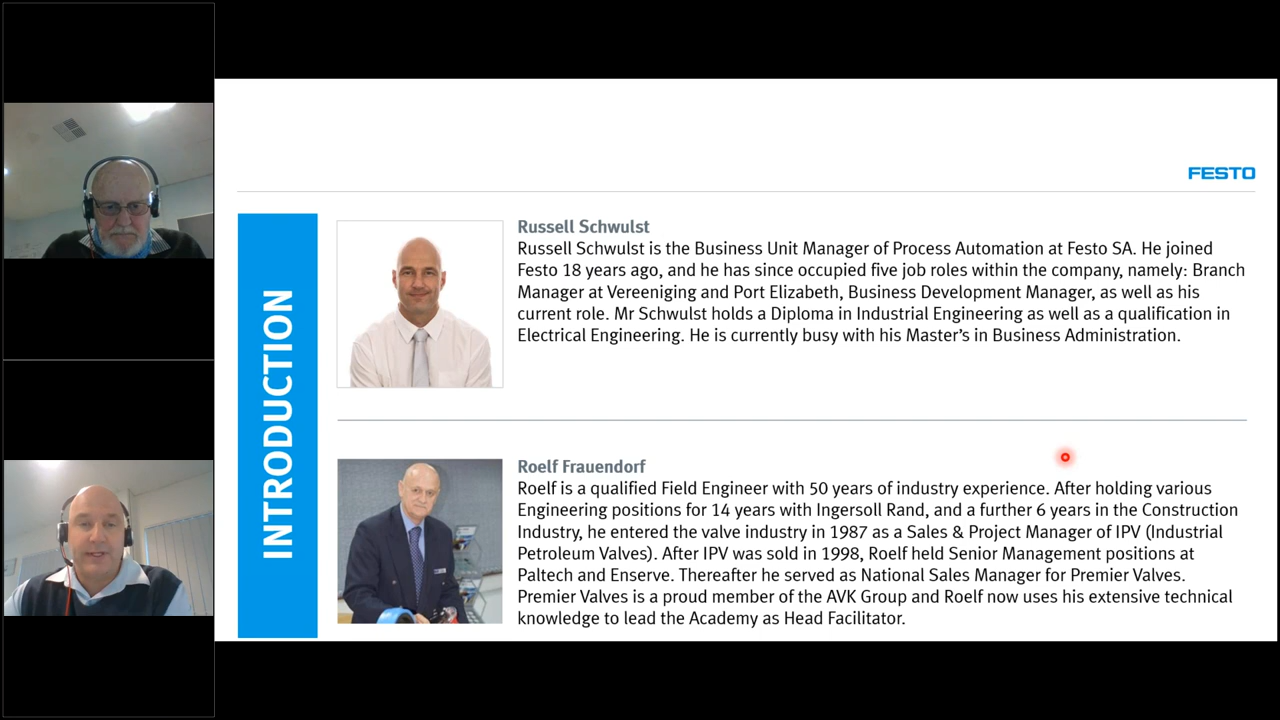 FESTO
INTRODUCTION
Russell Schwulst
Russell Schwulst is the Business Unit Manager of Process Automation at Festo SA. He joined
Festo 18 years ago, and he has since occupied five job roles within the company, namely: Branch
Manager at Vereeniging and Port Elizabeth, Business Development Manager, as well as his
current role. Mr Schwulst holds a Diploma in Industrial Engineering as well as a qualification in
Electrical Engineering. He is currently busy with his Master's in Business Administration.
Roelf Frauendorf
Roelf is a qualified Field Engineer with 50 years of industry experience. After holding various
Engineering positions for 14 years with Ingersoll Rand, and a further 6 years in the Construction
Industry, he entered the valve industry in 1987 as a Sales & Project Manager of IPV (Industrial
Petroleum Valves). After IPV was sold in 1998, Roelf held Senior Management positions at
Paltech and Enserve. Thereafter he served as National Sales Manager for Premier Valves.
Premier Valves is a proud member of the AVK Group and Roelf now uses his extensive technical
knowledge to lead the Academy as Head Facilitator.